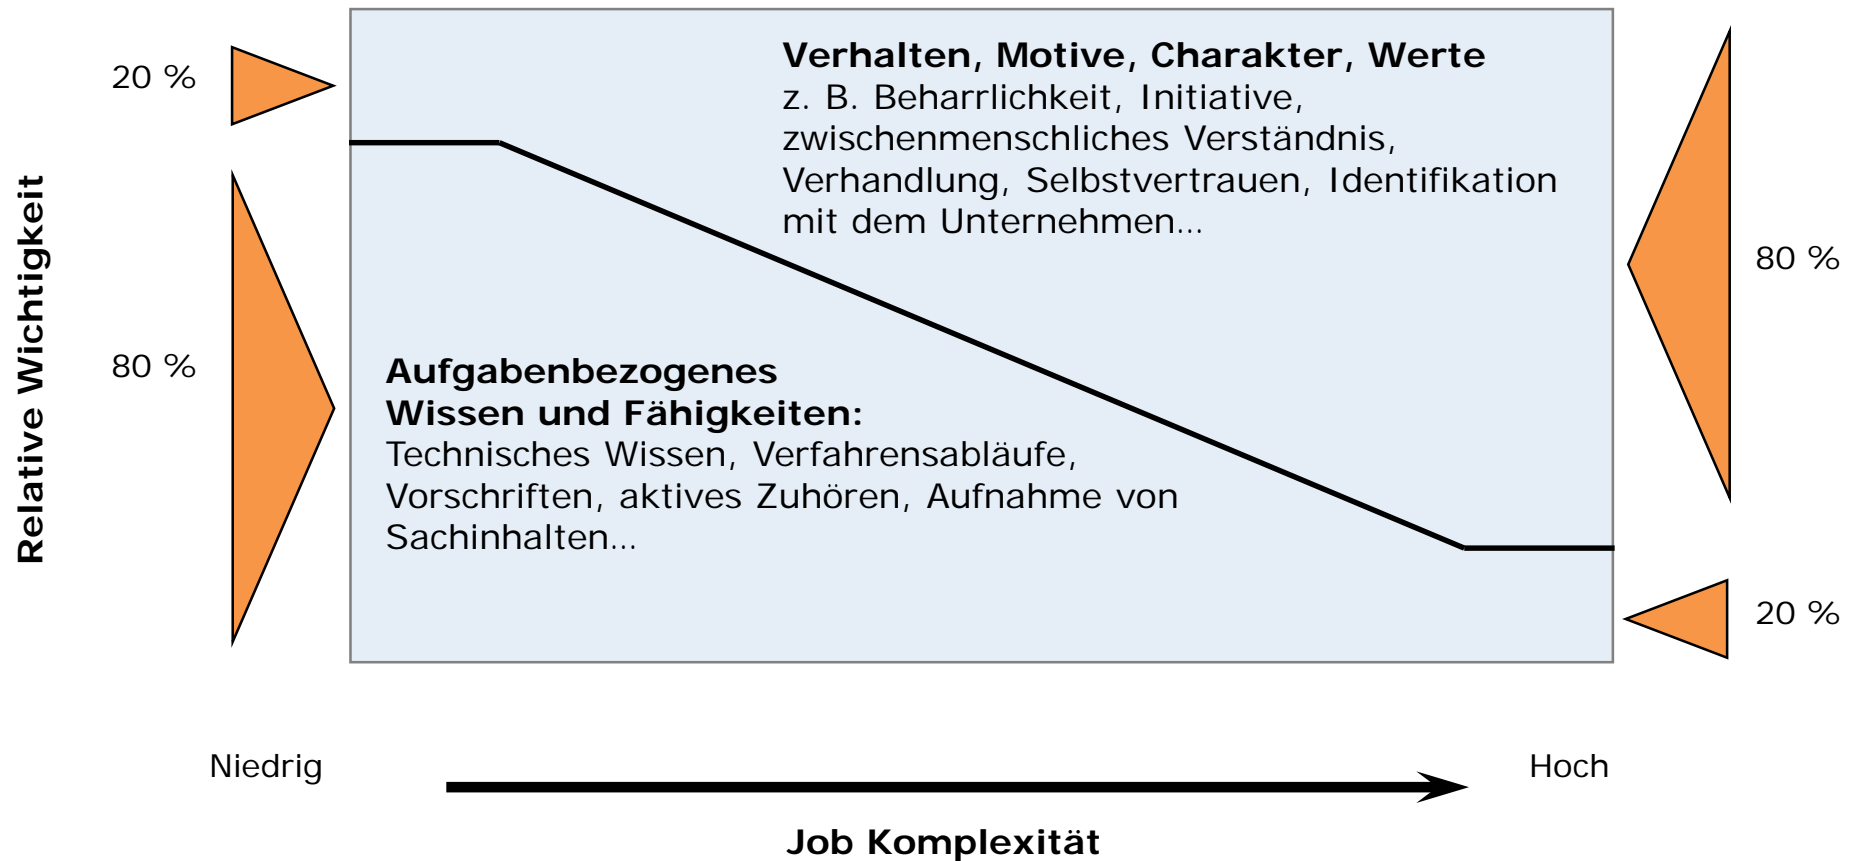 20 %
80 %
Relative Wichtigkeit
Verhalten, Motive, Charakter, Werte
z. B. Beharrlichkeit, Initiative,
zwischenmenschliches Verständnis,
Verhandlung, Selbstvertrauen, Identifikation
mit dem Unternehmen...
Aufgabenbezogenes
Wissen und Fähigkeiten:
Technisches Wissen, Verfahrensabläufe,
Vorschriften, aktives Zuhören, Aufnahme von
Sachinhalten...
80 %
20 %
Niedrig
Hoch
Job Komplexität